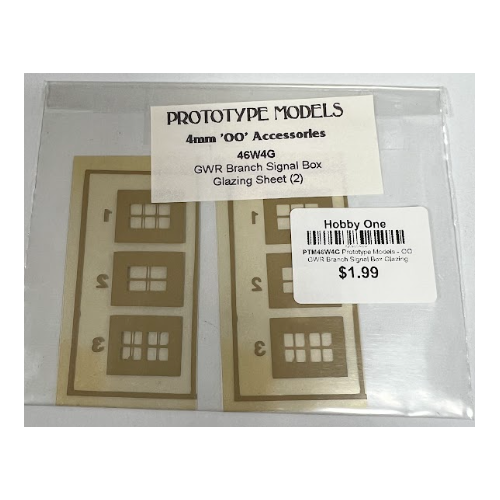 PROTOTYPE MODELS
4mm 'OO' Accessories
46W4G
GWR Branch Signal Box
Glazing Sheet (2)
Hobby One
PTM46W4G Prototype Models - OO
GWR Branch Signal Box Glazing
$1.99
1
2
3
1
2
3